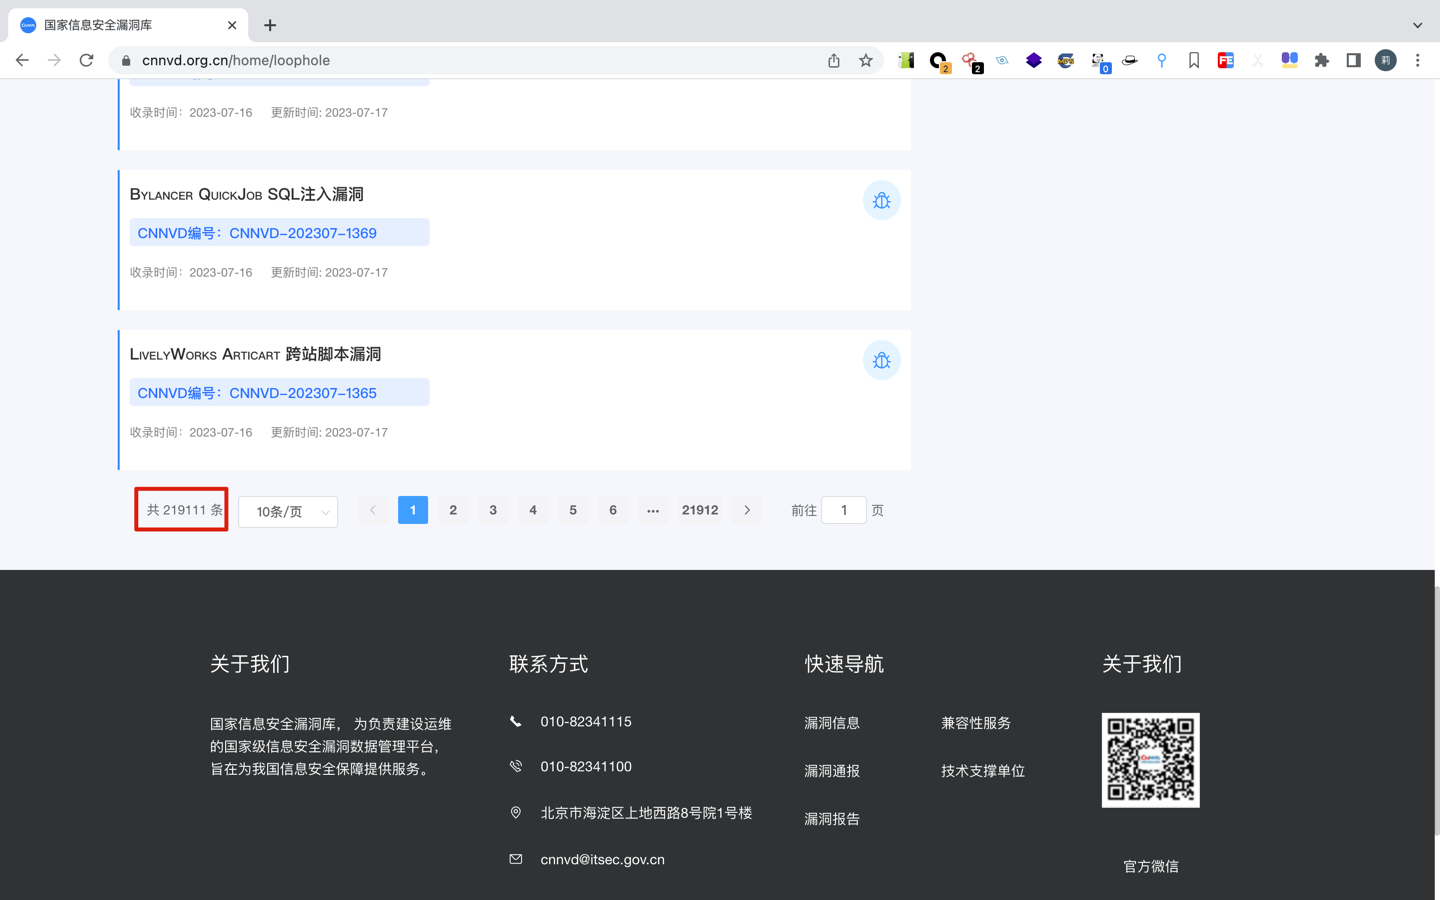 国家信息安全漏洞库
cnnvd.org.cn/home/loophole
2
2
0
莉
收录时间：2023-07-16 更新时间: 2023-07-17
Bylancer QuickJob SQL注入漏洞
CNNVD编号：CNNVD-202307-1369
收录时间：2023-07-16 更新时间: 2023-07-17
LivelyWorks Articart 跨站脚本漏洞
CNNVD编号：CNNVD-202307-1365
收录时间：2023-07-16 更新时间: 2023-07-17
共 219111 条 10条/页 < 1 2 3 4 5 6 ··· 21912 > 前往 1 页
关于我们
国家信息安全漏洞库， 为负责建设运维
的国家级信息安全漏洞数据管理平台，
旨在为我国信息安全保障提供服务。
联系方式
010-82341115
010-82341100
北京市海淀区上地西路8号院1号楼
cnnvd@itsec.gov.cn
快速导航
漏洞信息 兼容性服务
漏洞通报 技术支撑单位
漏洞报告
关于我们
官方微信